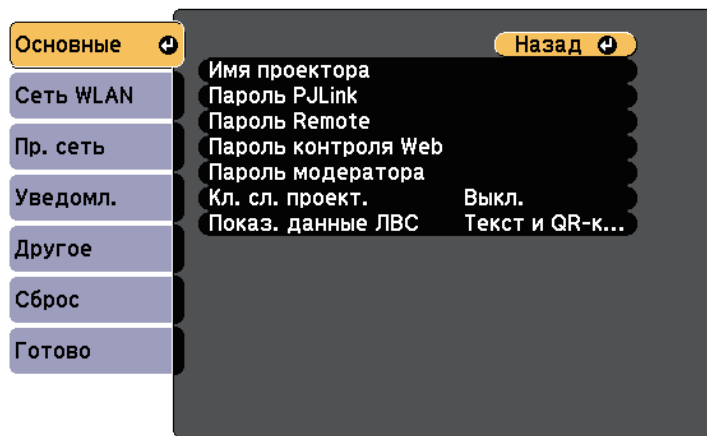 Основные
Сеть WLAN
Пр. сеть
Уведомл.
Другое
Сброс
Готово
Назад
Имя проектора
Пароль PJLink
Пароль Remote
Пароль контроля Web
Пароль модератора
Кл. сл. проект. Выкл.
Показ. данные ЛВС Текст и QR-к...